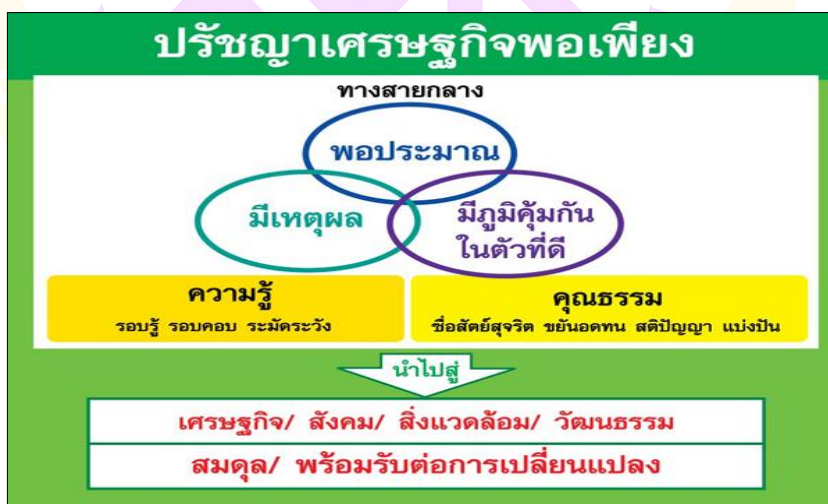 ปรัชญาเศรษฐกิจพอเพียง
ทางสายกลาง
พอประมาณ
มีเหตุผล
มีภูมิคุ้มกัน
ในตัวที่ดี
ความรู้
รอบรู้ รอบคอบ ระมัดระวัง
คุณธรรม
ซื่อสัตย์สุจริต ขยันอดทน สติปัญญา แบ่งปัน
นำไปสู่
เศรษฐกิจ/ สังคม/ สิ่งแวดล้อม/ วัฒนธรรม
สมดุล/ พร้อมรับต่อการเปลี่ยนแปลง